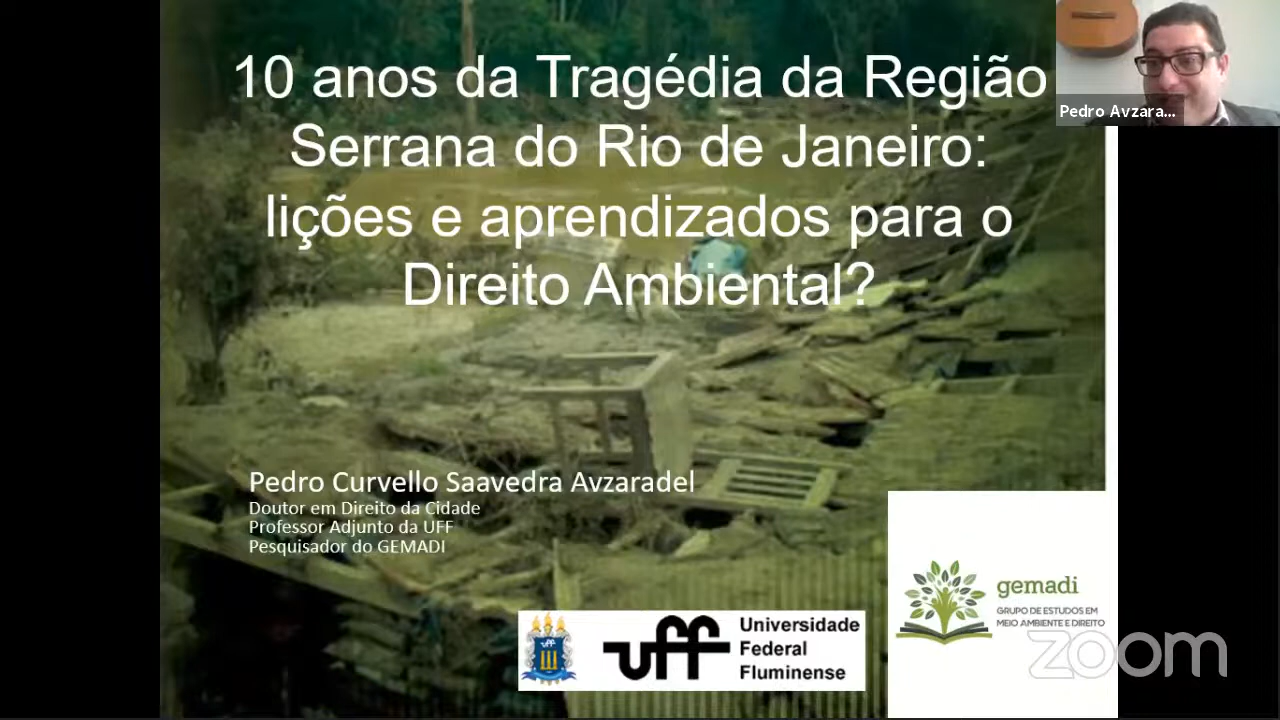 10 anos da Tragédia da Região
Serrana do Rio de Janeiro:
lições e aprendizados para o
Direito Ambiental?
Pedro Avzara...
Pedro Curvello Saavedra Avzaradel
Doutor em Direito da Cidade
Professor Adjunto da UFF
Pesquisador do GEMADI
uff
uff
Universidade
Federal
Fluminense
gemadi
GRUPO DE ESTUDOS EM
MEIO AMBIENTE E DIREITO
zoom